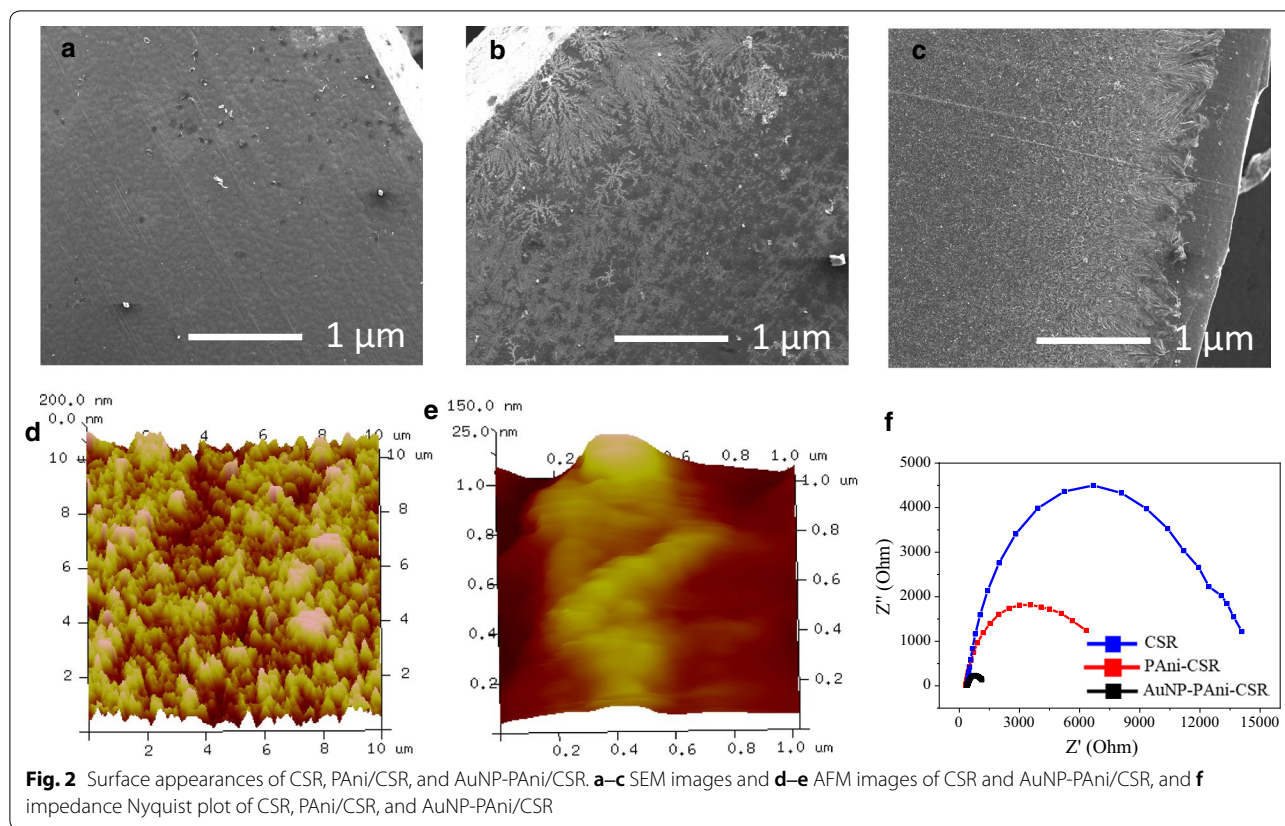 a
b
c
1 μm
1 μm
1 μm
200.0 nm
0.0 nm
d
2
4
6
8
10
um
10
10
um
8
8
6
6
4
4
2
2
2
4
6
8
10
um
150.0 nm
25.0 nm
e
0.2
0.4
0.6
0.8
1.0
um
1.0
1.0 um
0.8
0.8
0.6
0.6
0.4
0.4
0.2
0.2
0.2
0.4
0.6
0.8
1.0 um
f
5000
4000
3000
2000
1000
0
Z'' (Ohm)
CSR
PAni-CSR
AuNP-PAni-CSR
0 3000 6000 9000 12000 15000
Z' (Ohm)
Fig. 2 Surface appearances of CSR, PAni/CSR, and AuNP-PAni/CSR. a–c SEM images and d–e AFM images of CSR and AuNP-PAni/CSR, and f
impedance Nyquist plot of CSR, PAni/CSR, and AuNP-PAni/CSR